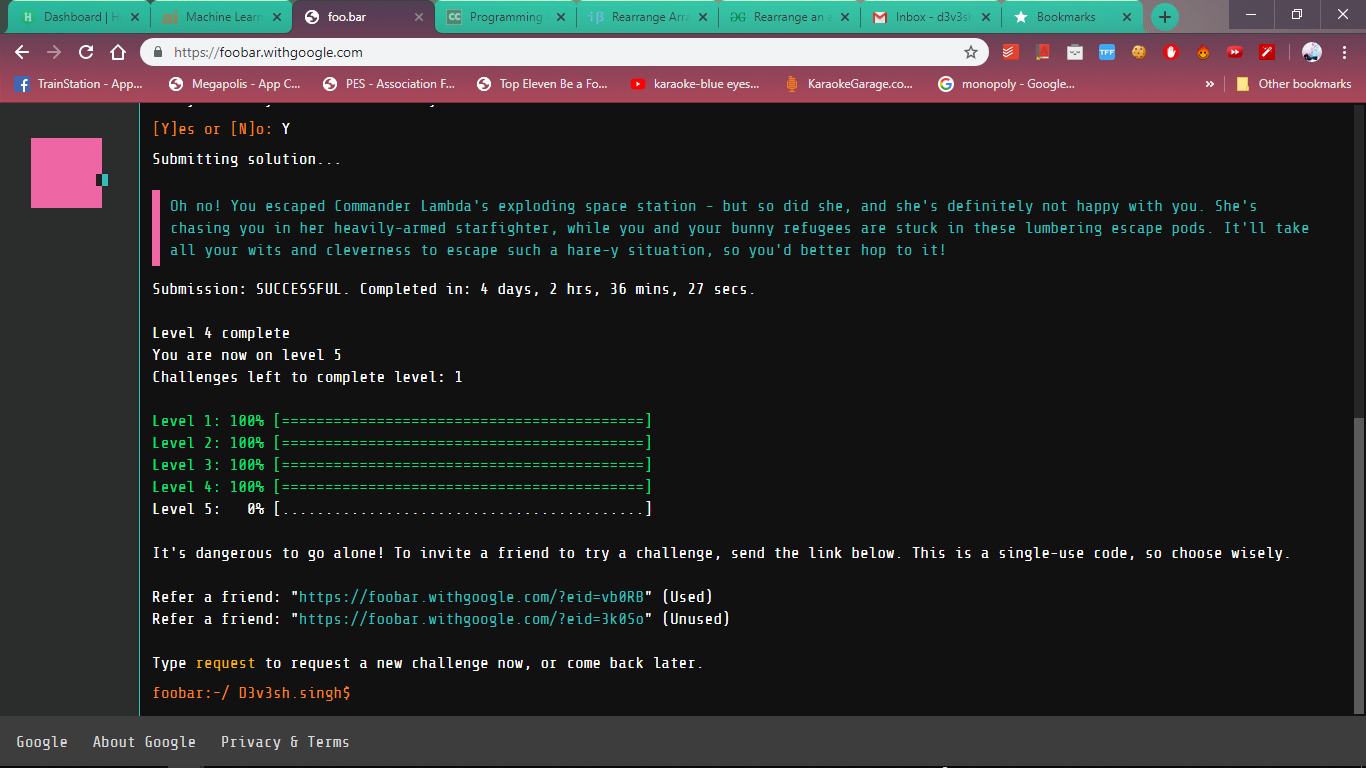 Dashboard | H
Machine Learn
foo.bar
Programming
Rearrange Arra
Rearrange an a
Inbox - d3v3sh
Bookmarks
https://foobar.withgoogle.com
TrainStation - App...
Megapolis - App C...
PES - Association F...
Top Eleven Be a Fo...
karaoke-blue eyes...
KaraokeGarage.co...
monopoly - Google...
»
Other bookmarks
[Y]es or [N]o: Y
Submitting solution...
Oh no! You escaped Commander Lambda's exploding space station - but so did she, and she's definitely not happy with you. She's
chasing you in her heavily-armed starfighter, while you and your bunny refugees are stuck in these lumbering escape pods. It'll take
all your wits and cleverness to escape such a hare-y situation, so you'd better hop to it!
Submission: SUCCESSFUL. Completed in: 4 days, 2 hrs, 36 mins, 27 secs.
Level 4 complete
You are now on level 5
Challenges left to complete level: 1
Level 1: 100% [==========================================]
Level 2: 100% [==========================================]
Level 3: 100% [==========================================]
Level 4: 100% [==========================================]
Level 5:   0% [..........................................]
It's dangerous to go alone! To invite a friend to try a challenge, send the link below. This is a single-use code, so choose wisely.
Refer a friend: "https://foobar.withgoogle.com/?eid=vb0RB" (Used)
Refer a friend: "https://foobar.withgoogle.com/?eid=3k0So" (Unused)
Type request to request a new challenge now, or come back later.
foobar:~/ D3v3sh.singh$
Google About Google Privacy & Terms